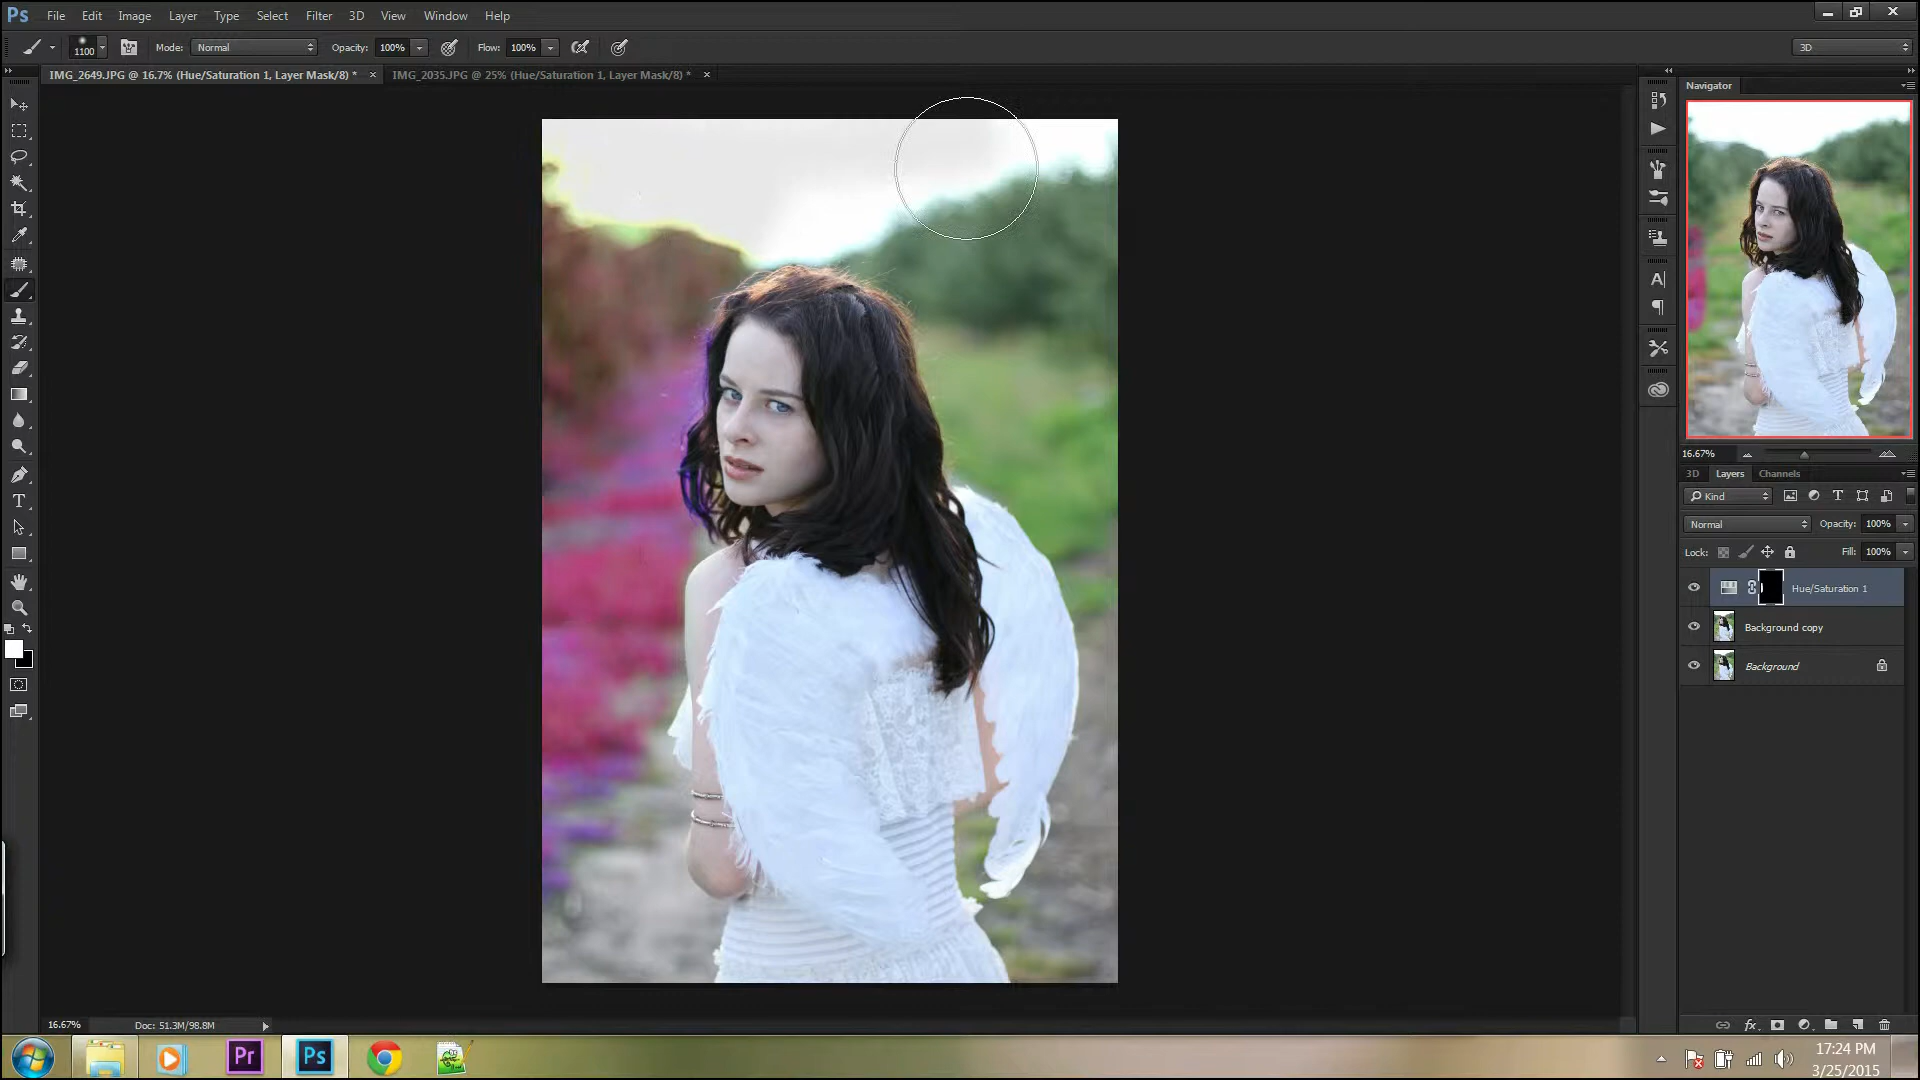 Ps File Edit Image Layer Type Select Filter 3D View Window Help
1100 Mode: Normal Opacity: 100% Flow: 100% 3D
IMG_2649.JPG @ 16.7% (Hue/Saturation 1, Layer Mask/8) * × IMG_2035.JPG @ 25% (Hue/Saturation 1, Layer Mask/8) * ×
Navigator
16.67%
3D Layers Channels
Kind
Normal Opacity: 100%
Lock: Fill: 100%
Hue/Saturation 1
Background copy
Background
16.67% Doc: 51.3M/98.8M
fx
Pr Ps
17:24 PM
3/25/2015